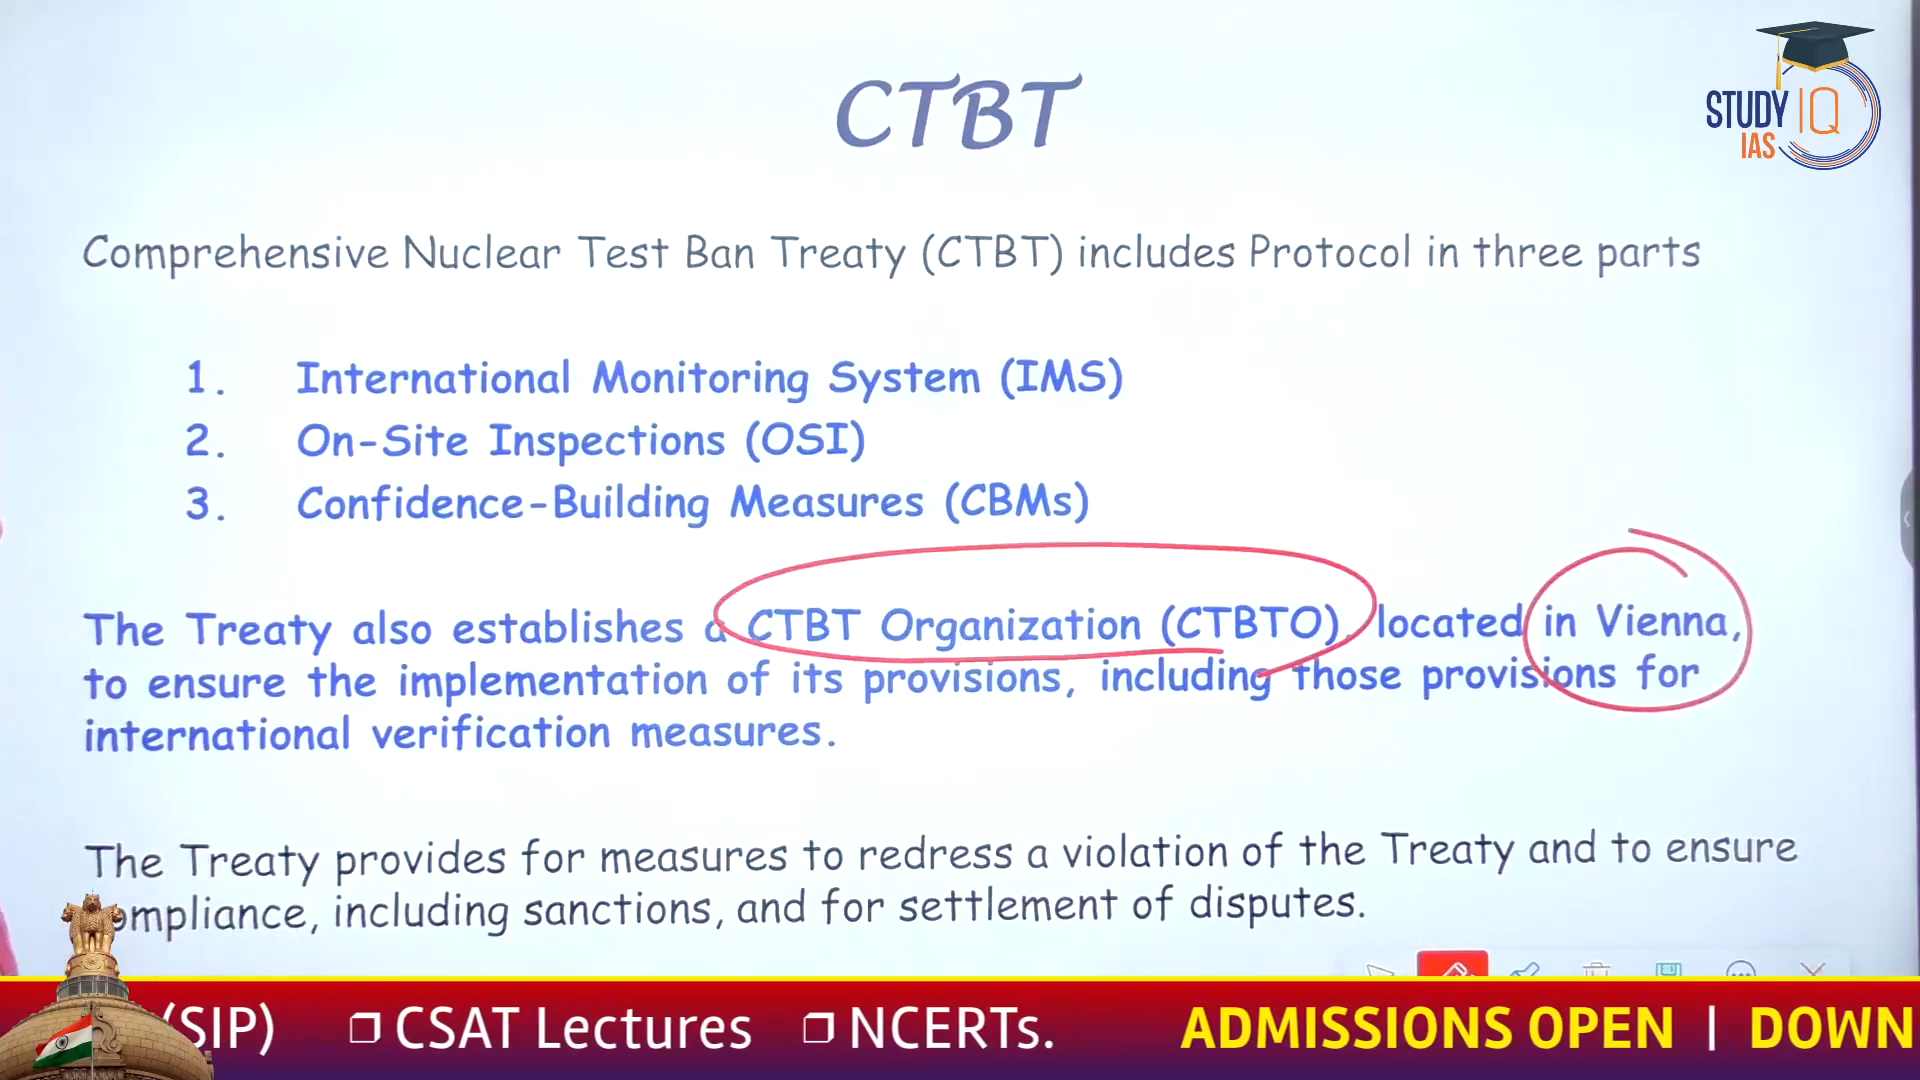 CTBT
STUDY IQ
IAS
Comprehensive Nuclear Test Ban Treaty (CTBT) includes Protocol in three parts
1. International Monitoring System (IMS)
2. On-Site Inspections (OSI)
3. Confidence-Building Measures (CBMs)
The Treaty also establishes a CTBT Organization (CTBTO), located in Vienna,
to ensure the implementation of its provisions, including those provisions for
international verification measures.
The Treaty provides for measures to redress a violation of the Treaty and to ensure
ompliance, including sanctions, and for settlement of disputes.
(SIP) ❐ CSAT Lectures ❐ NCERTs. ADMISSIONS OPEN | DOWN